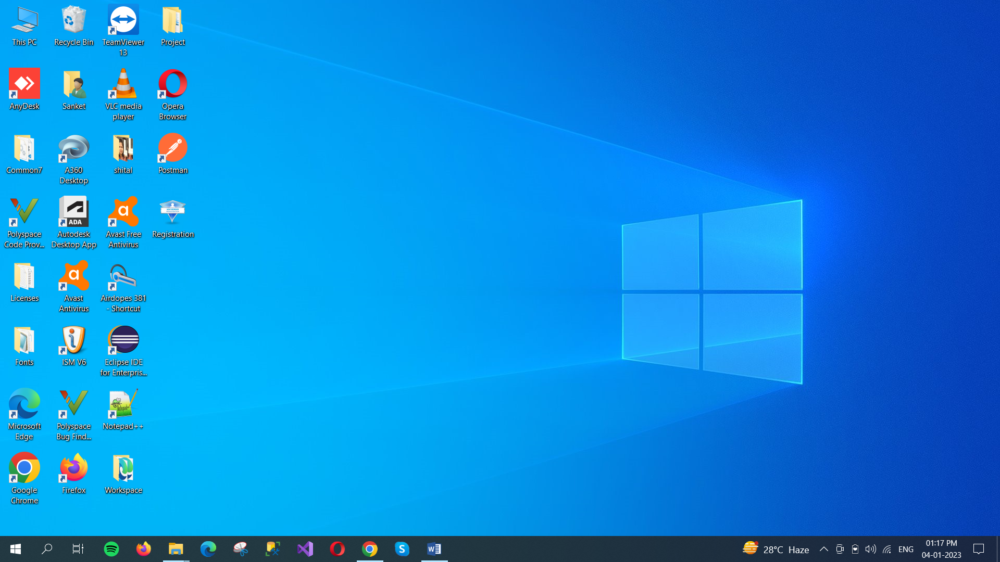 This PC
Recycle Bin
TeamViewer
13
Project
AnyDesk
Sanket
VLC media
player
Opera
Browser
Common7
A360
Desktop
shital
Postman
Polyspace
Code Prov...
ADA
Autodesk
Desktop App
a
Avast Free
Antivirus
Registration
Licenses
a
Avast
Antivirus
Airdopes 381
- Shortcut
Fonts
ISM V6
Eclipse IDE
for Enterpris...
Microsoft
Edge
Polyspace
Bug Find...
Notepad++
Google
Chrome
Firefox
Workspace
28°C Haze
ENG
01:17 PM
04-01-2023